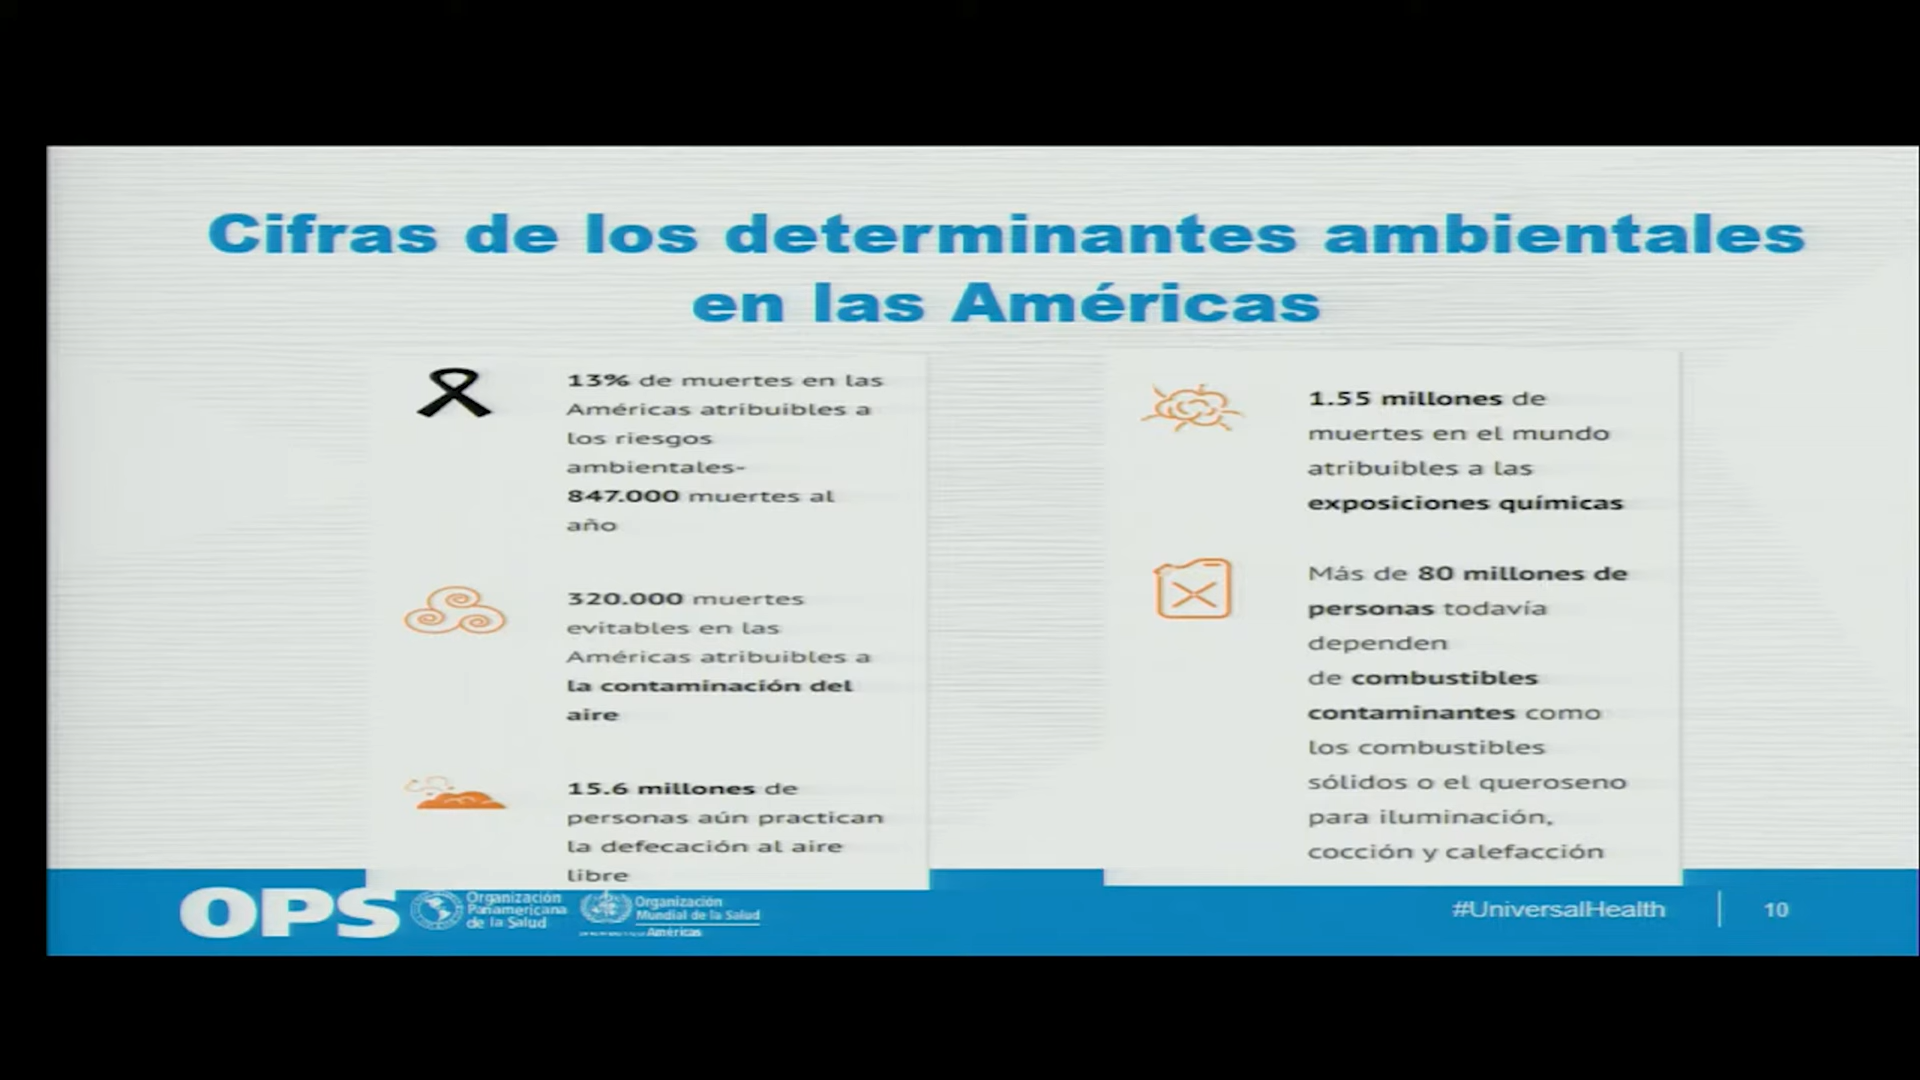 Cifras de los determinantes ambientales
en las Américas
13% de muertes en las
Américas atribuibles a
los riesgos
ambientales-
847.000 muertes al
año
320.000 muertes
evitables en las
Américas atribuibles a
la contaminación del
aire
15.6 millones de
personas aún practican
la defecación al aire
libre
1.55 millones de
muertes en el mundo
atribuibles a las
exposiciones químicas
Más de 80 millones de
personas todavía
dependen
de combustibles
contaminantes como
los combustibles
sólidos o el queroseno
para iluminación,
cocción y calefacción
OPS
Organización
Panamericana
de la Salud
Organización
Mundial de la Salud
Américas
#UniversalHealth
10